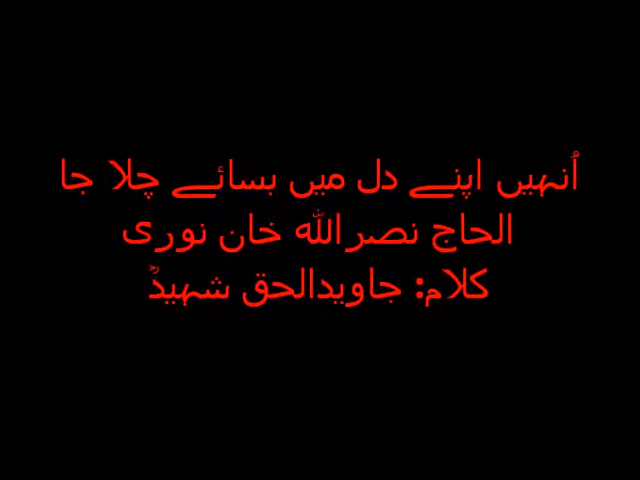 اُنہیں اپنے دل میں بسائے چلا جا
الحاج نصراللہ خان نوری
کلام: جاویدالحق شہیدؒ